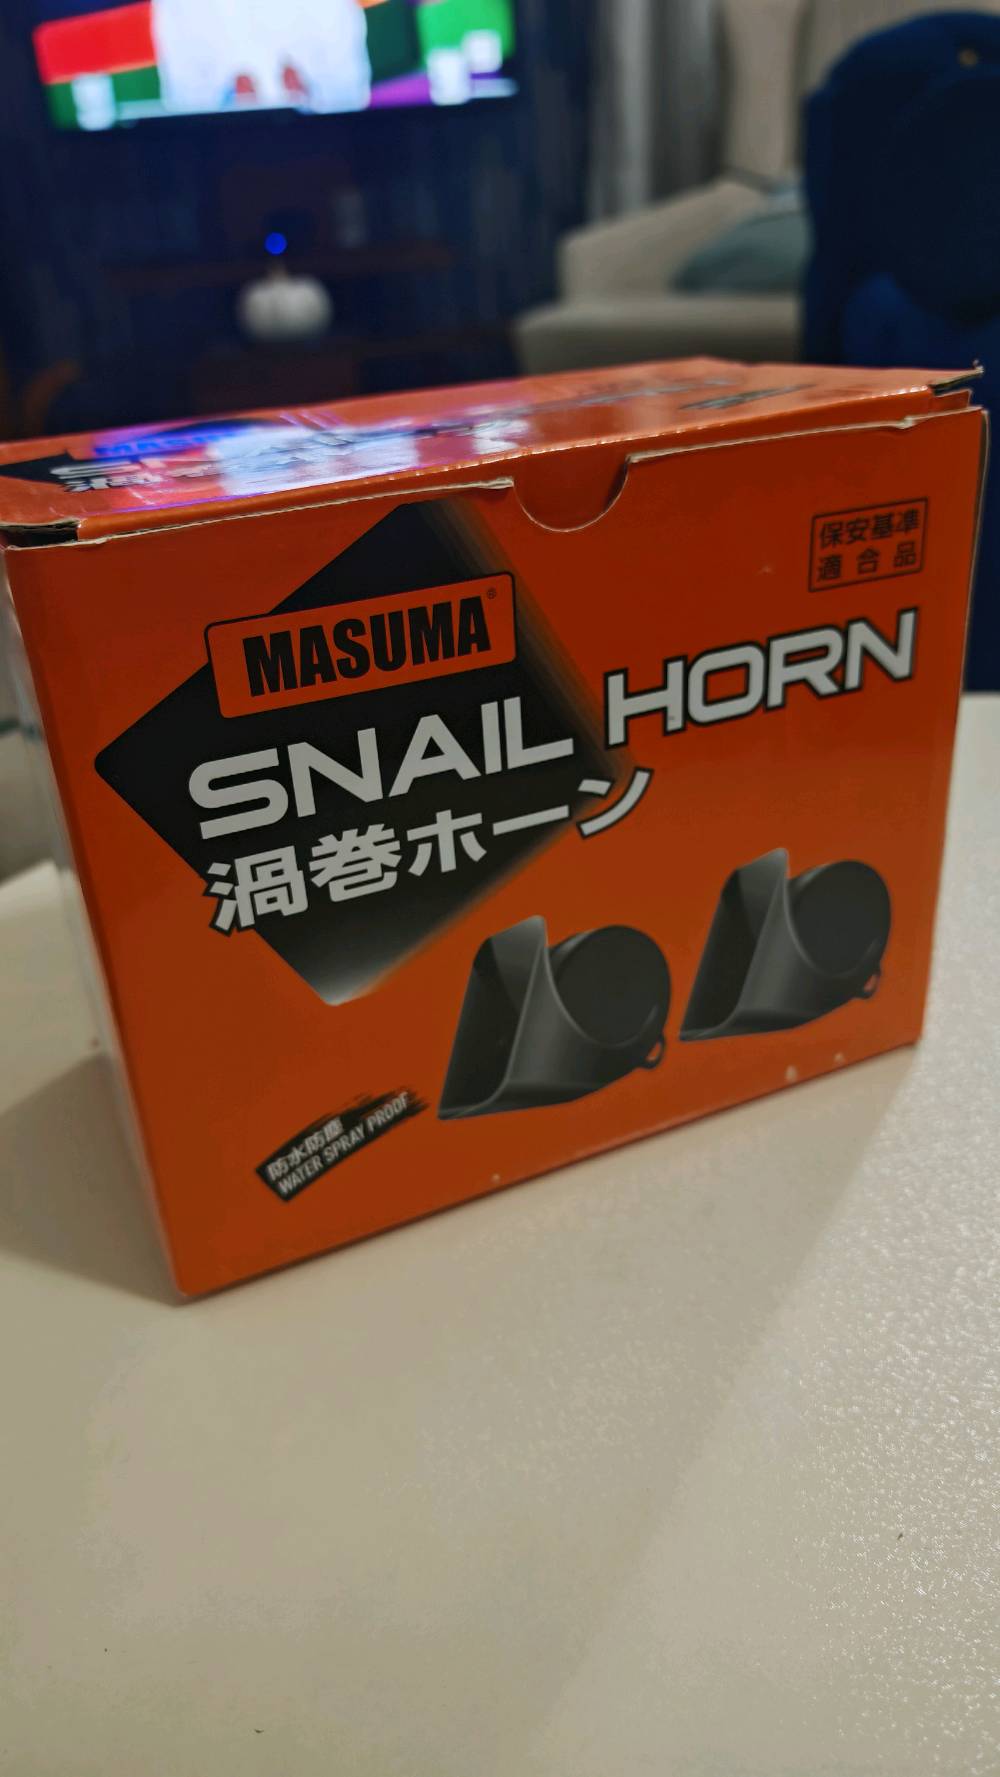 MASUMA
MASUMA®
保安基準
適合品
SNAIL HORN
渦巻ホーン
防水防塵
WATER SPRAY PROOF